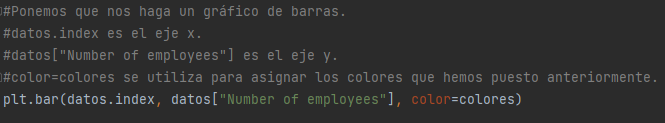 #Ponemos que nos haga un gráfico de barras.
#datos.index es el eje x.
#datos["Number of employees"] es el eje y.
#color=colores se utiliza para asignar los colores que hemos puesto anteriormente.
plt.bar(datos.index, datos["Number of employees"], color=colores)